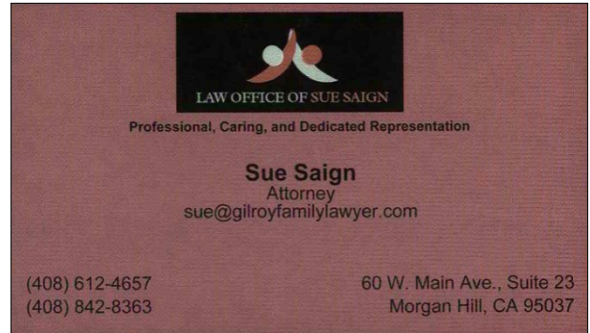 LAW OFFICE OF SUE SAIGN
Professional, Caring, and Dedicated Representation
Sue Saign
Attorney
sue@gilroyfamilylawyer.com
(408) 612-4657
(408) 842-8363
60 W. Main Ave., Suite 23
Morgan Hill, CA 95037